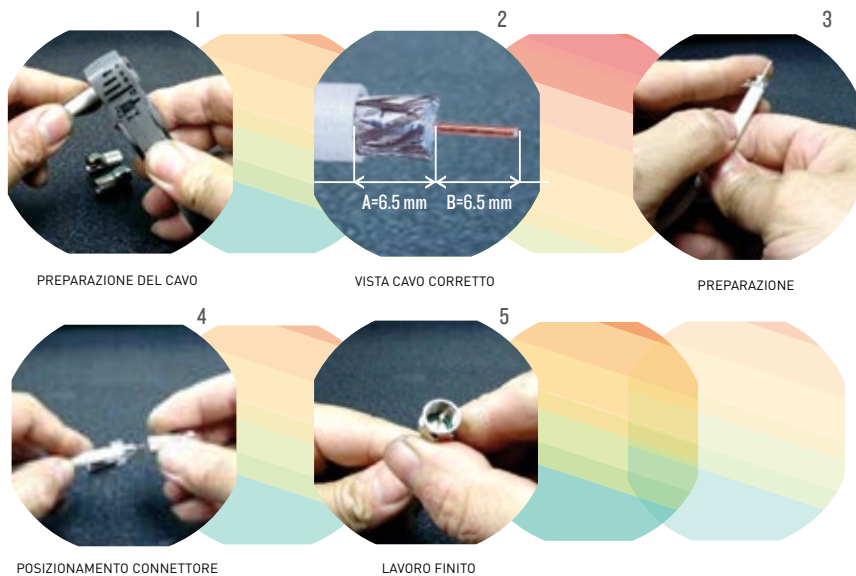 1
2
3
A=6.5 mm B=6.5 mm
PREPARAZIONE DEL CAVO
VISTA CAVO CORRETTO
PREPARAZIONE
4
5
POSIZIONAMENTO CONNETTORE
LAVORO FINITO